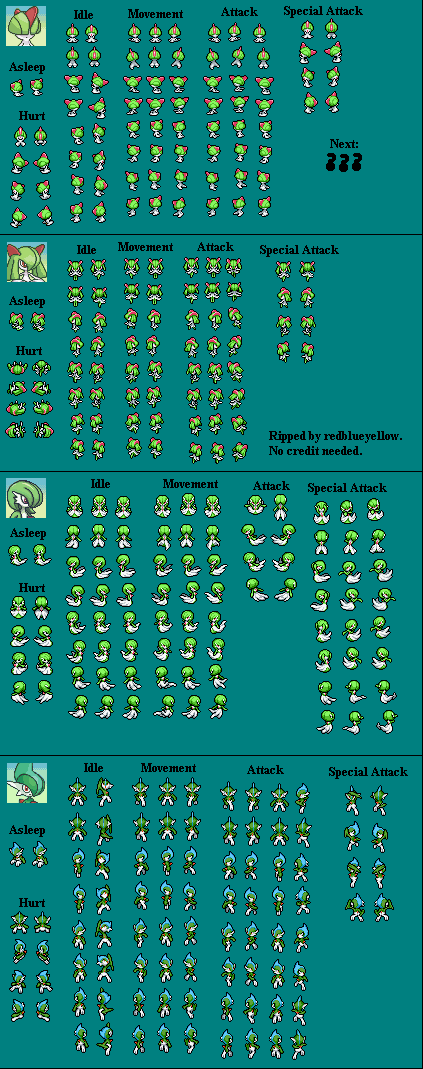 Idle
Movement
Attack
Special Attack
Asleep
Hurt
Next:
???
Idle
Movement
Attack
Special Attack
Asleep
Hurt
Ripped by redblueyellow.
No credit needed.
Idle
Movement
Attack
Special Attack
Asleep
Hurt
Idle
Movement
Attack
Special Attack
Asleep
Hurt